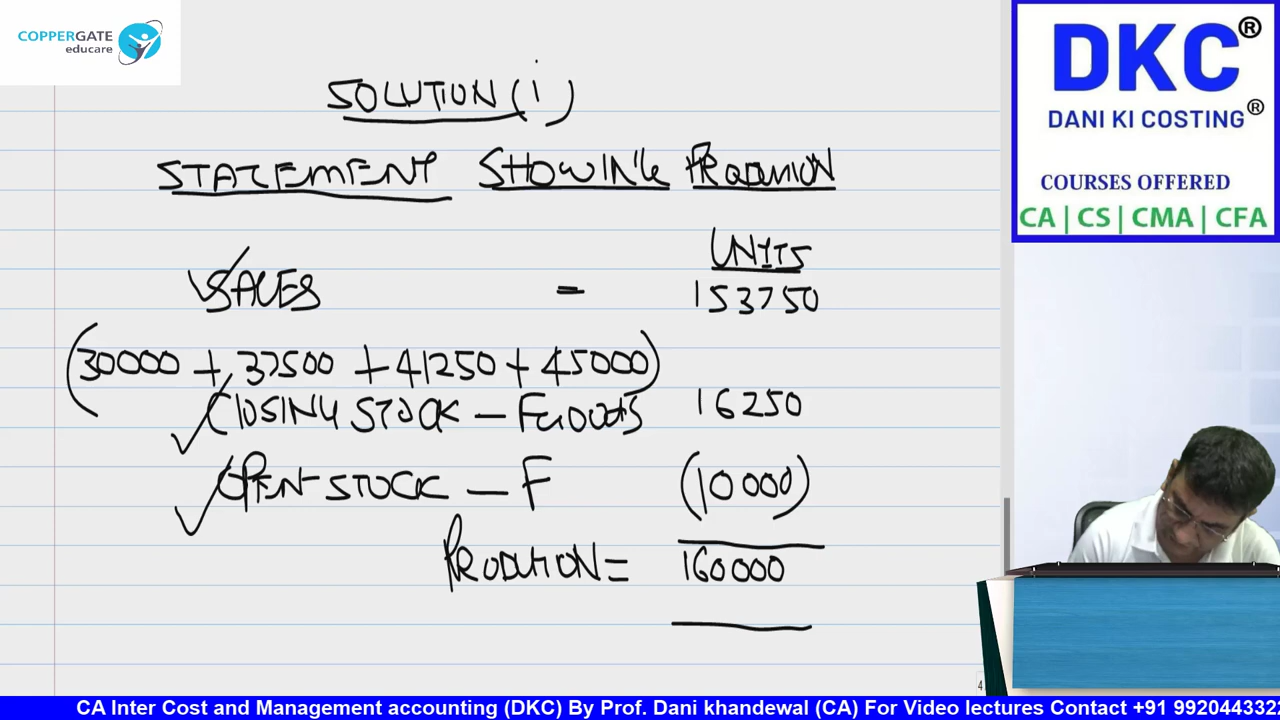 COPPERGATE
educare
SOLUTION (i)
STATEMENT SHOWING PRODUCTION
UNITS
SALES = 153750
(30000 + 37500 + 41250 + 45000)
CLOSING STOCK – F GOODS 16250
OPEN STOCK – F (10000)
PRODUTION = 160000
4
DKC®
DANI KI COSTING®
COURSES OFFERED
CA | CS | CMA | CFA
CA Inter Cost and Management accounting (DKC) By Prof. Dani khandewal (CA) For Video lectures Contact +91 992044332